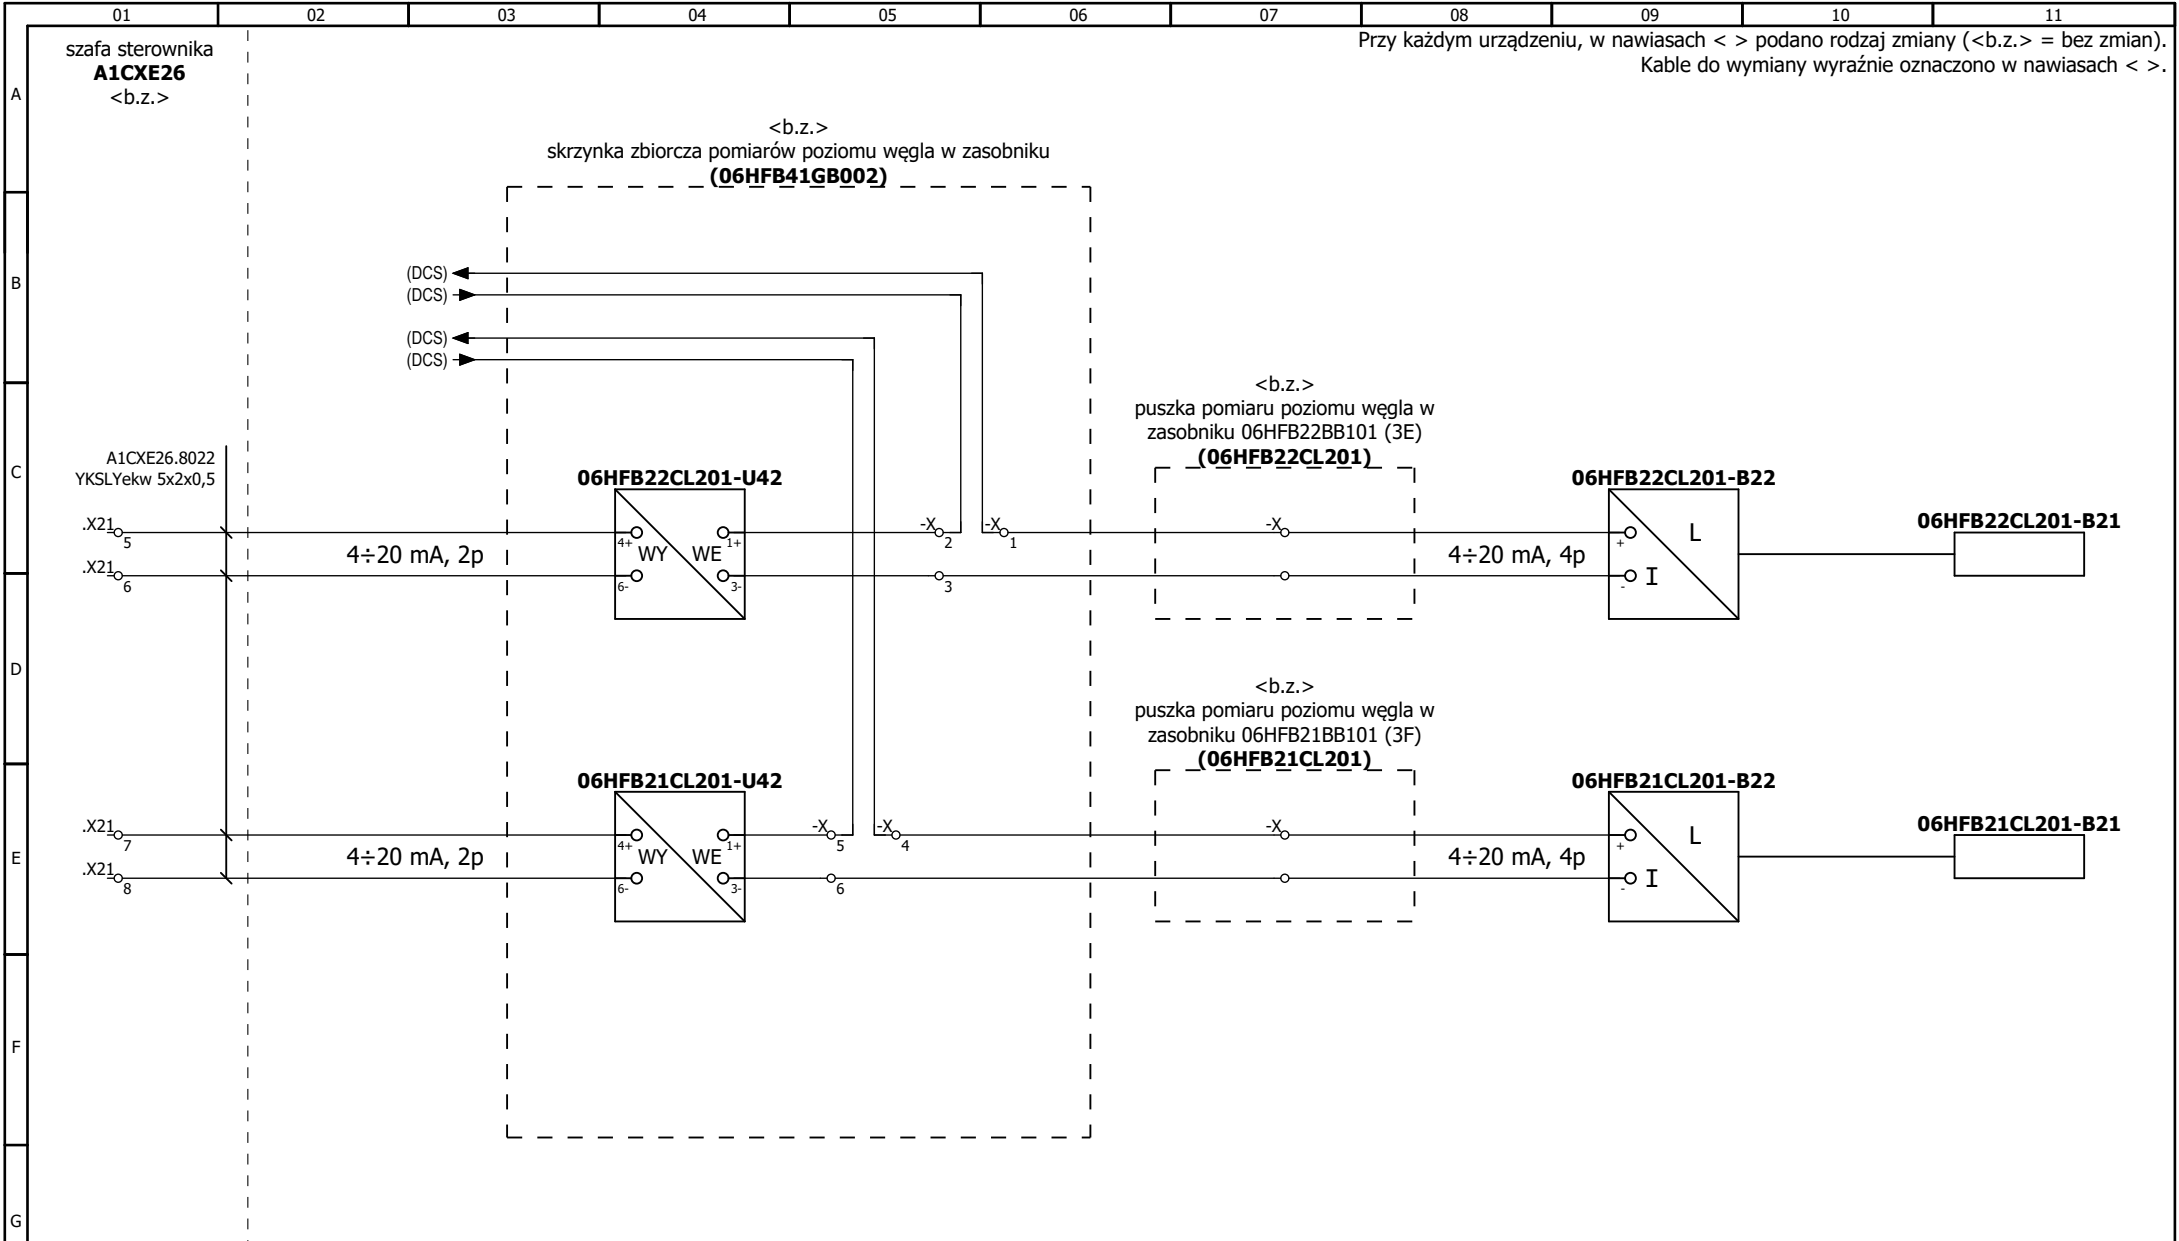 01 02 03 04 05 06 07 08 09 10 11
szafa sterownika
A1CXE26
<b.z.>
Przy każdym urządzeniu, w nawiasach < > podano rodzaj zmiany (<b.z.> = bez zmian).
Kable do wymiany wyraźnie oznaczono w nawiasach < >.
A
<b.z.>
skrzynka zbiorcza pomiarów poziomu węgla w zasobniku
(06HFB41GB002)
B
(DCS)
(DCS)
(DCS)
(DCS)
<b.z.>
puszka pomiaru poziomu węgla w
zasobniku 06HFB22BB101 (3E)
(06HFB22CL201)
C
A1CXE26.8022
YKSLYekw 5x2x0,5
06HFB22CL201-U42
06HFB22CL201-B22
06HFB22CL201-B21
.X21
5
4+
1+
-X
2
-X
1
-X
+
L
4÷20 mA, 2p
WY
WE
4÷20 mA, 4p
.X21
6
6-
3-
3
-
I
D
<b.z.>
puszka pomiaru poziomu węgla w
zasobniku 06HFB21BB101 (3F)
(06HFB21CL201)
06HFB21CL201-U42
06HFB21CL201-B22
06HFB21CL201-B21
E
.X21
7
4+
1+
-X
5
-X
4
-X
+
L
4÷20 mA, 2p
WY
WE
4÷20 mA, 4p
.X21
8
6-
3-
6
-
I
F
G